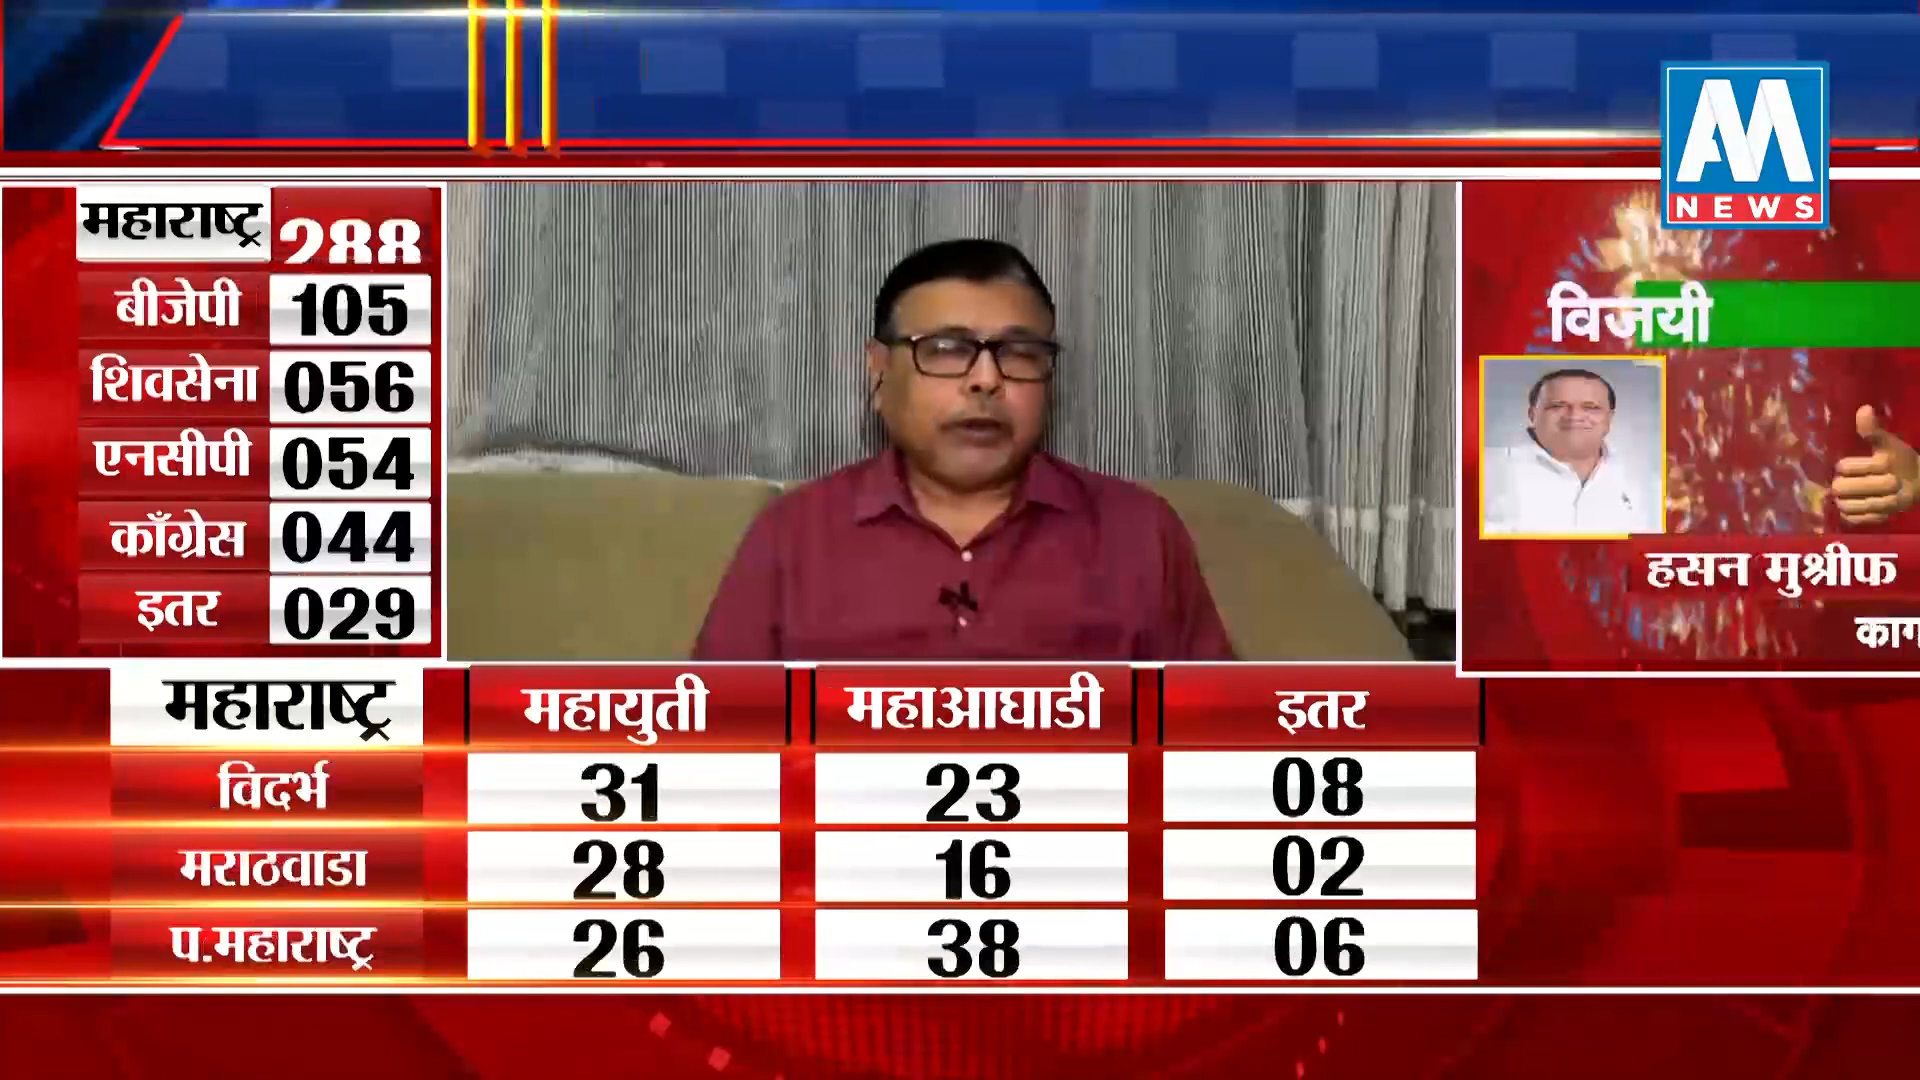 AM
NEWS
महाराष्ट्र 288
बीजेपी 105
शिवसेना 056
एनसीपी 054
काँग्रेस 044
इतर 029
विजयी
हसन मुश्रीफ
महाराष्ट्र महायुती महाआघाडी इतर
विदर्भ 31 23 08
मराठवाडा 28 16 02
प.महाराष्ट्र 26 38 06